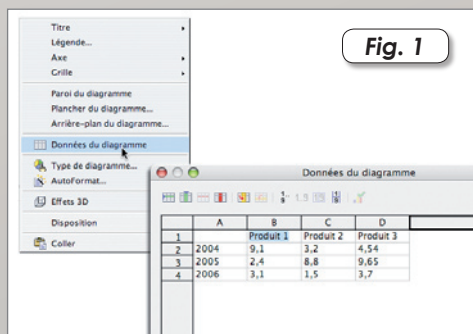 Titre
Légende...
Axe
Grille
Paroi du diagramme
Plancher du diagramme...
Arrière-plan du diagramme...
Données du diagramme
Type de diagramme...
AutoFormat...
Effets 3D
Disposition
Coller
Fig. 1
Données du diagramme
A B C D
1 Produit 1 Produit 2 Produit 3
2 2004 9,1 3,2 4,54
3 2005 2,4 8,8 9,65
4 2006 3,1 1,5 3,7